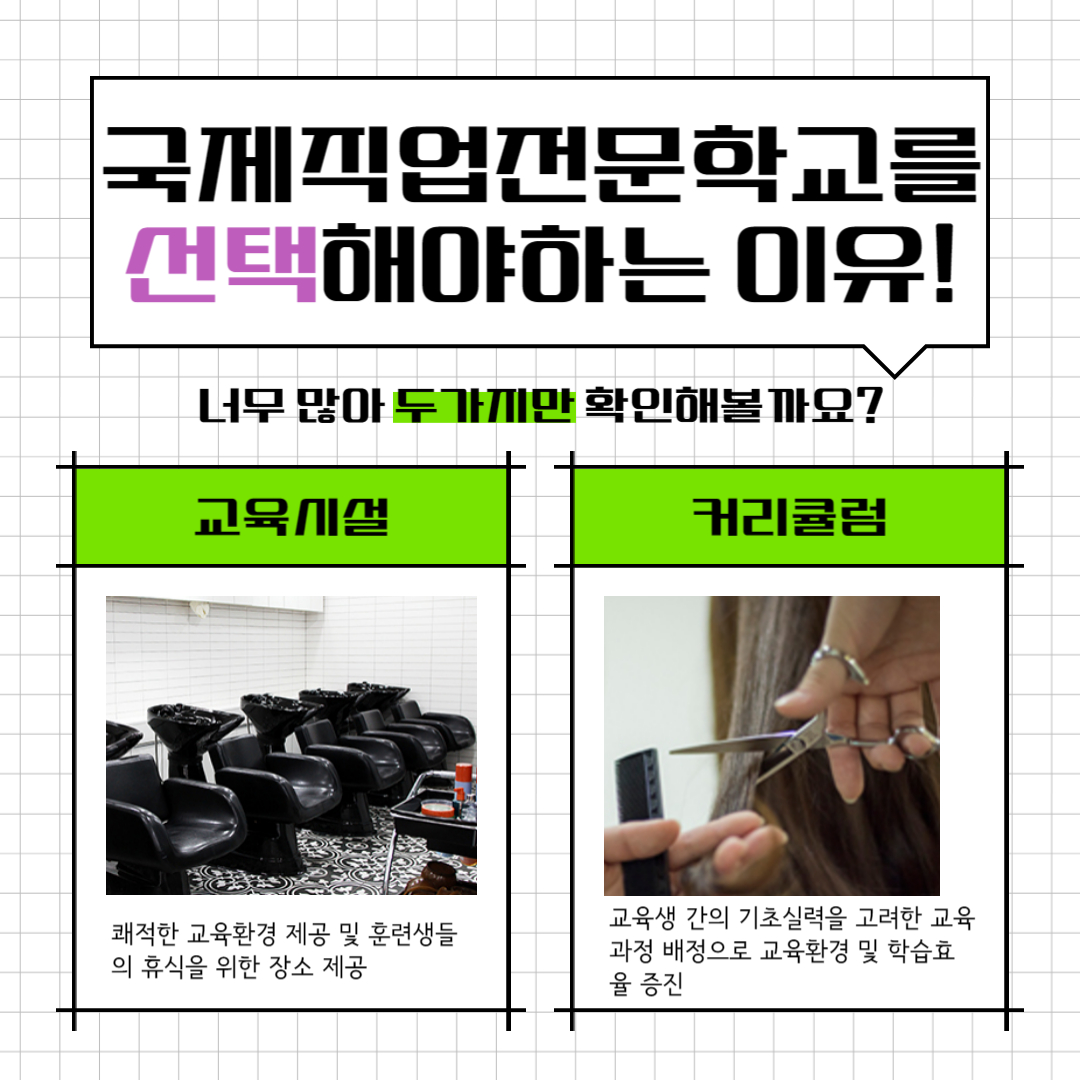 국제직업전문학교를
선택해야하는 이유!
너무 많아 두가지만 확인해볼까요?
교육시설
커리큘럼
쾌적한 교육환경 제공 및 훈련생들
의 휴식을 위한 장소 제공
교육생 간의 기초실력을 고려한 교육
과정 배정으로 교육환경 및 학습효
율 증진